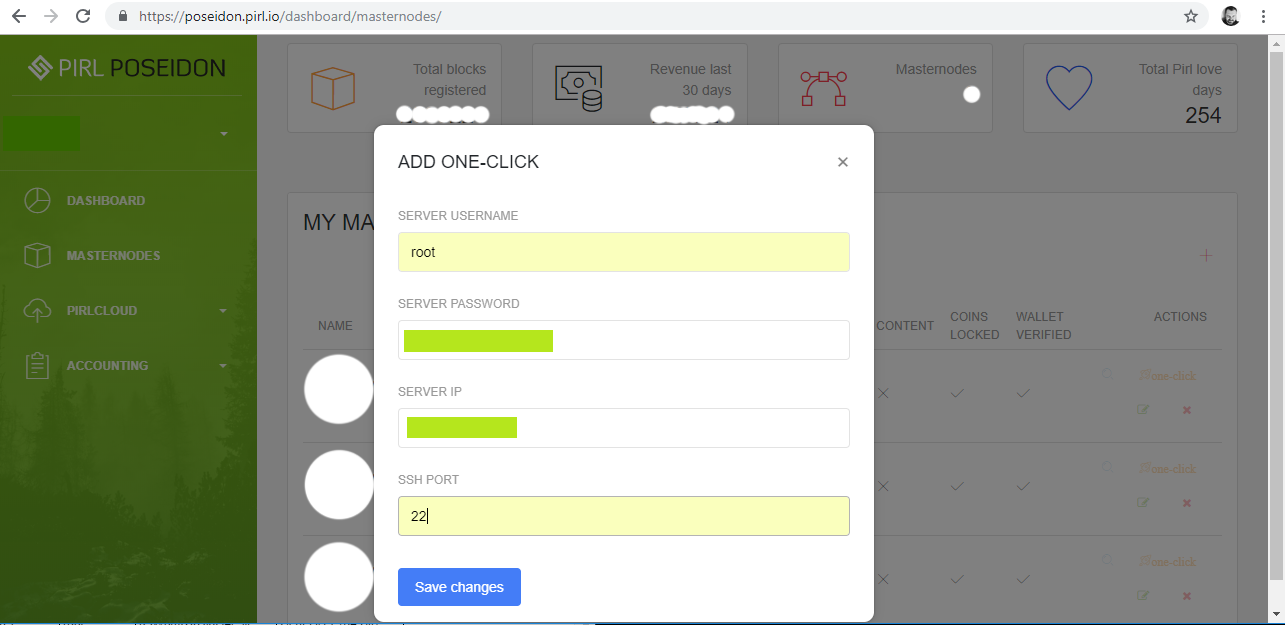 https://poseidon.pirl.io/dashboard/masternodes/
PIRL POSEIDON
DASHBOARD
MASTERNODES
PIRLCLOUD
ACCOUNTING
Total blocks
registered
Revenue last
30 days
Masternodes
Total Pirl love
days
254
MY MA
NAME
CONTENT
COINS
LOCKED
WALLET
VERIFIED
ACTIONS
one-click
one-click
one-click
ADD ONE-CLICK
×
SERVER USERNAME
root
SERVER PASSWORD
SERVER IP
SSH PORT
22
Save changes